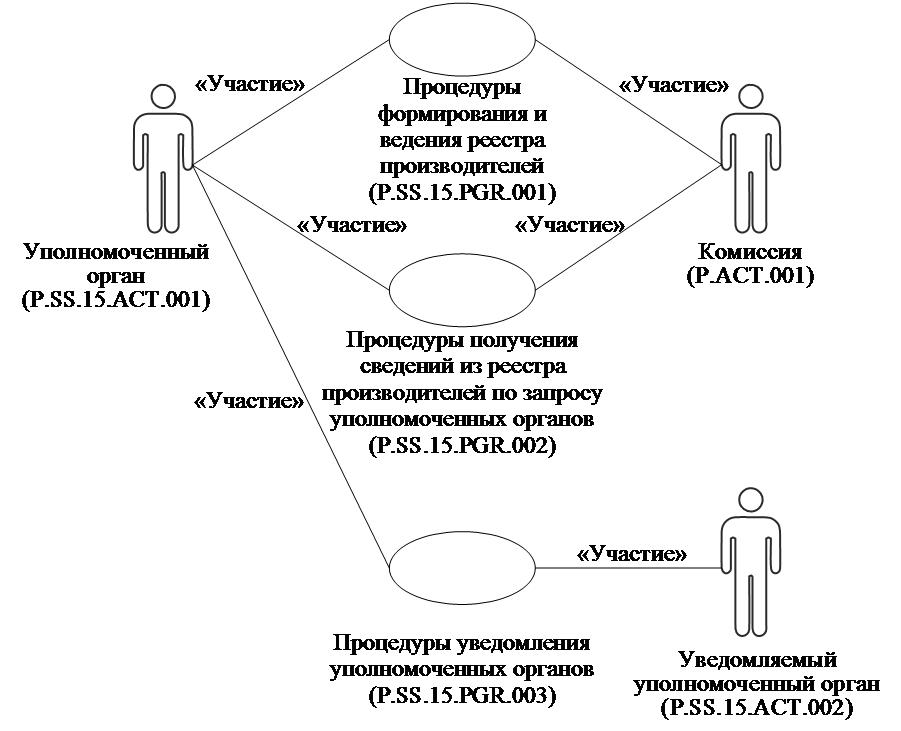 «Участие»
«Участие»
Процедуры
формирования и
ведения реестра
производителей
(P.SS.15.PGR.001)
«Участие»
«Участие»
Уполномоченный
орган
(P.SS.15.ACT.001)
Комиссия
(P.ACT.001)
Процедуры получения
сведений из реестра
производителей по запросу
уполномоченных органов
(P.SS.15.PGR.002)
«Участие»
«Участие»
Процедуры уведомления
уполномоченных органов
(P.SS.15.PGR.003)
Уведомляемый
уполномоченный орган
(P.SS.15.ACT.002)